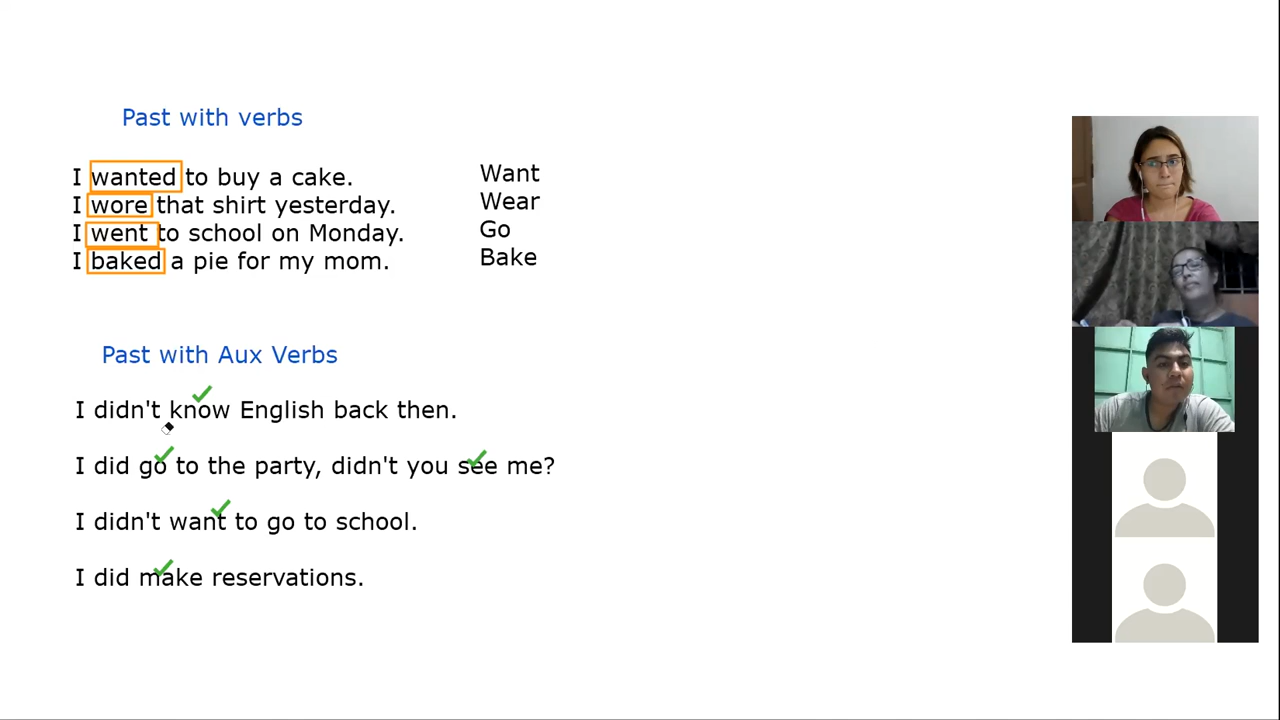 Past with verbs
I wanted to buy a cake.
I wore that shirt yesterday.
I went to school on Monday.
I baked a pie for my mom.
Want
Wear
Go
Bake
Past with Aux Verbs
I didn't know English back then.
I did go to the party, didn't you see me?
I didn't want to go to school.
I did make reservations.